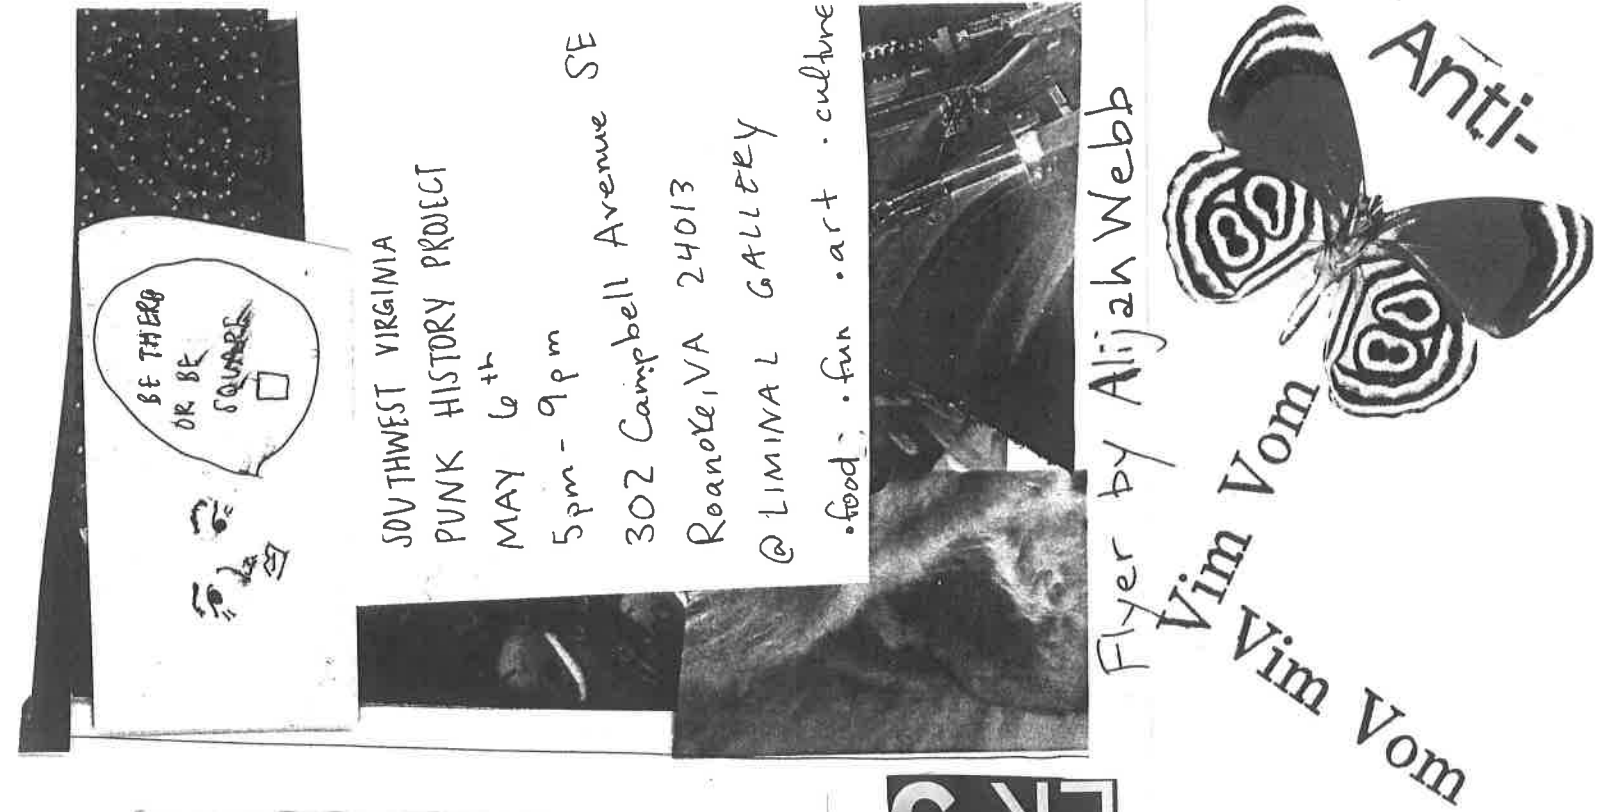 BE THERE
OR BE
SQUARE
SOUTHWEST VIRGINIA
PUNK HISTORY PROJECT
MAY 6th
5pm - 9pm
302 Campbell Avenue SE
Roanoke, VA 24013
@ LIMINAL GALLERY
.food. .fun .art .culture
Flyer by Alijah Webb
Anti-
Vim Vom
Vim Vom